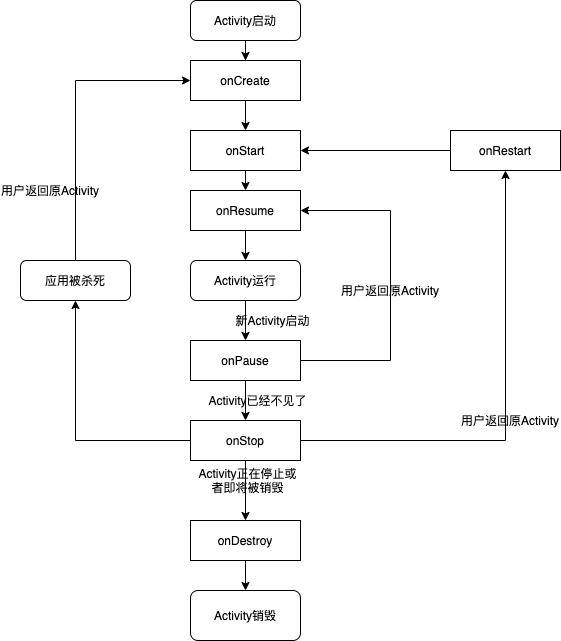 Activity启动
onCreate
onStart
onRestart
用户返回原Activity
onResume
应用被杀死
Activity运行
用户返回原Activity
新Activity启动
onPause
Activity已经不见了
用户返回原Activity
onStop
Activity正在停止或
者即将被销毁
onDestroy
Activity销毁